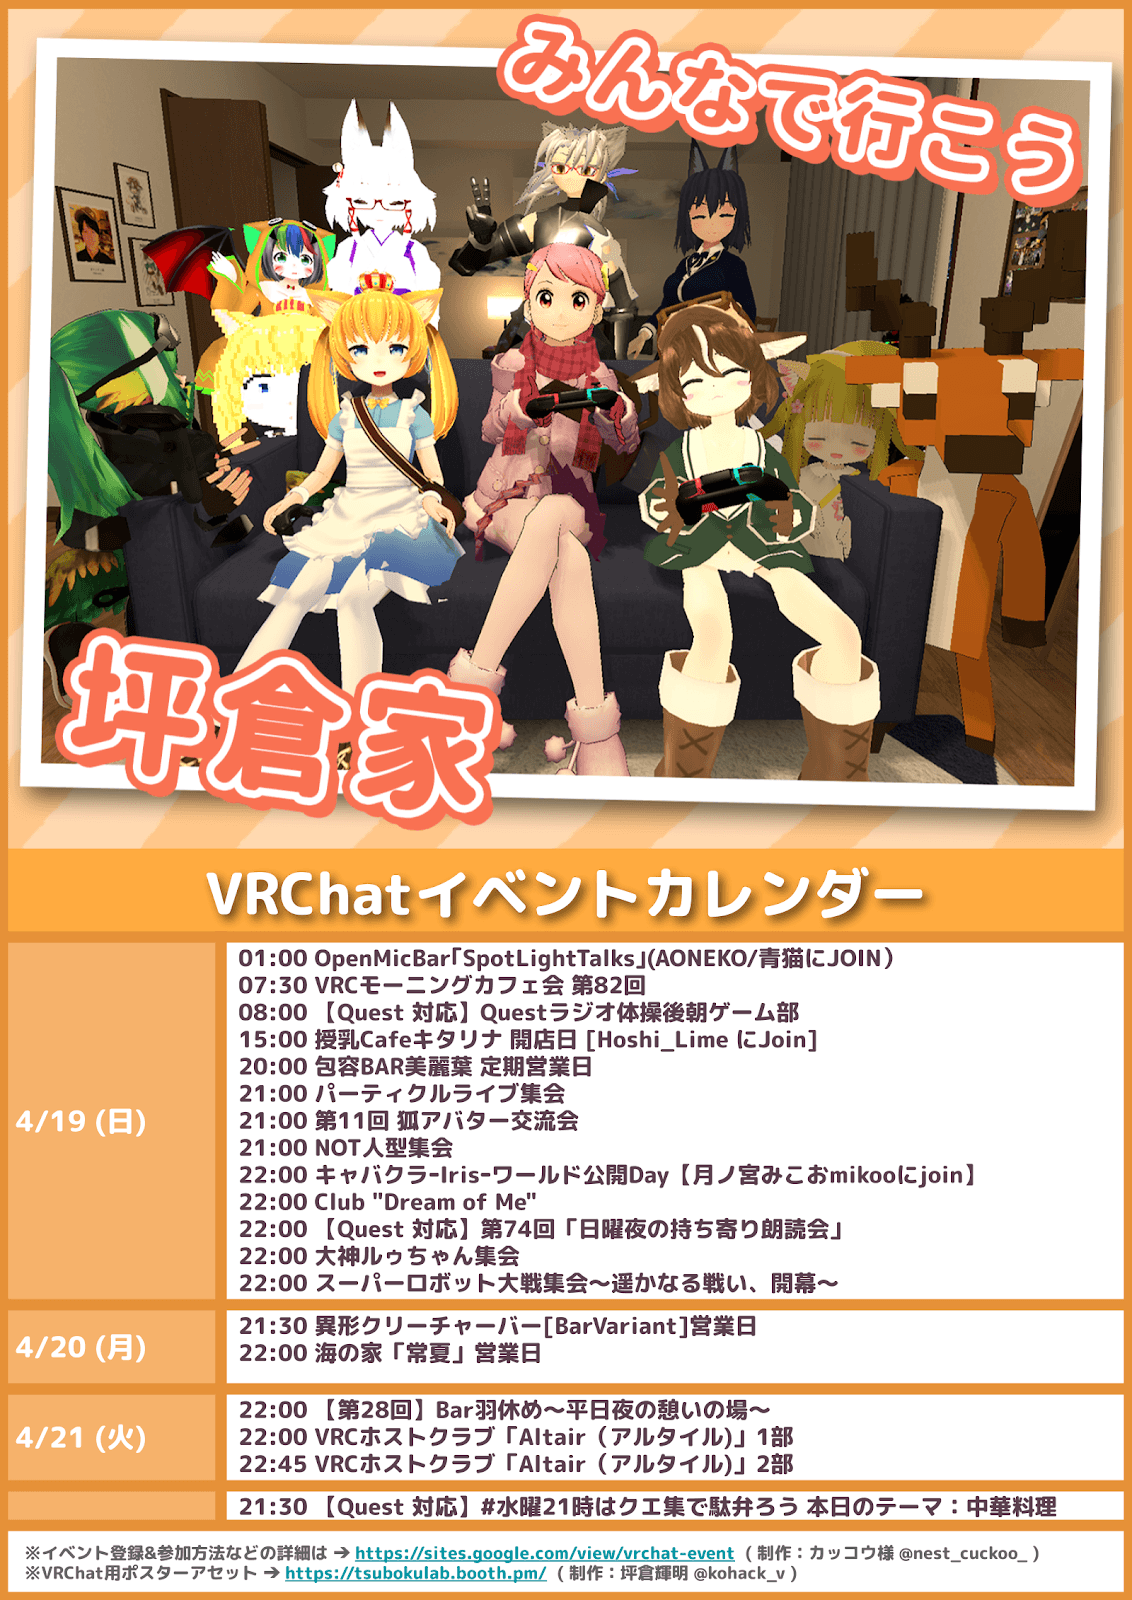 みんなで行こう
坪倉家
VRChatイベントカレンダー
4/19 (日)
01:00 OpenMicBar｢SpotLightTalks｣(AONEKO/青猫にJOIN）
07:30 VRCモーニングカフェ会 第82回
08:00 【Quest 対応】Questラジオ体操後朝ゲーム部
15:00 授乳Cafeキタリナ 開店日 [Hoshi_Lime にJoin]
20:00 包容BAR美麗葉 定期営業日
21:00 パーティクルライブ集会
21:00 第11回 狐アバター交流会
21:00 NOT人型集会
22:00 キャバクラｰIrisｰワールド公開Day【月ノ宮みこおmikooにjoin】
22:00 Club "Dream of Me"
22:00 【Quest 対応】第74回「日曜夜の持ち寄り朗読会」
22:00 大神ルゥちゃん集会
22:00 スーパーロボット大戦集会～遥かなる戦い、開幕～
4/20 (月)
21:30 異形クリーチャーバー[BarVariant]営業日
22:00 海の家「常夏」営業日
4/21 (火)
22:00 【第28回】Bar羽休め～平日夜の憩いの場～
22:00 VRCホストクラブ「Altair（アルタイル)」1部
22:45 VRCホストクラブ「Altair（アルタイル)」2部
21:30 【Quest 対応】#水曜21時はクエ集で駄弁ろう 本日のテーマ：中華料理
※イベント登録&参加方法などの詳細は → https://sites.google.com/view/vrchat-event ( 制作：カッコウ様 @nest_cuckoo_ )
※VRChat用ポスターアセット → https://tsubokulab.booth.pm/ ( 制作：坪倉輝明 @kohack_v )